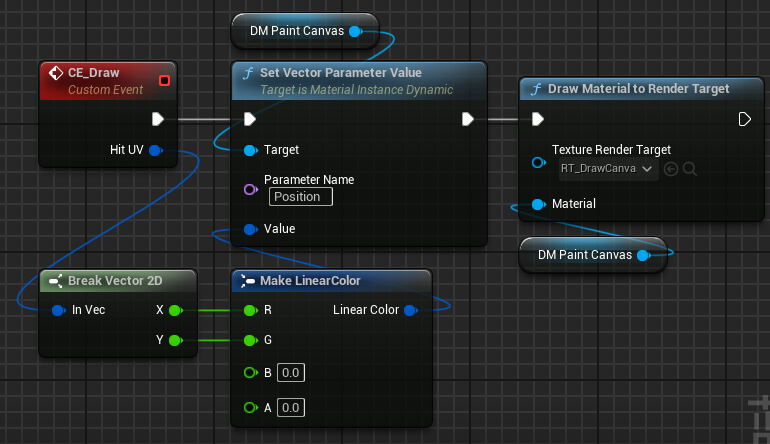 DM Paint Canvas
CE_Draw
Custom Event
Hit UV
Set Vector Parameter Value
Target is Material Instance Dynamic
Target
Parameter Name
Position
Value
Draw Material to Render Target
Texture Render Target
RT_DrawCanva
Material
DM Paint Canvas
Break Vector 2D
In Vec
X
Y
Make LinearColor
R
Linear Color
G
B 0.0
A 0.0